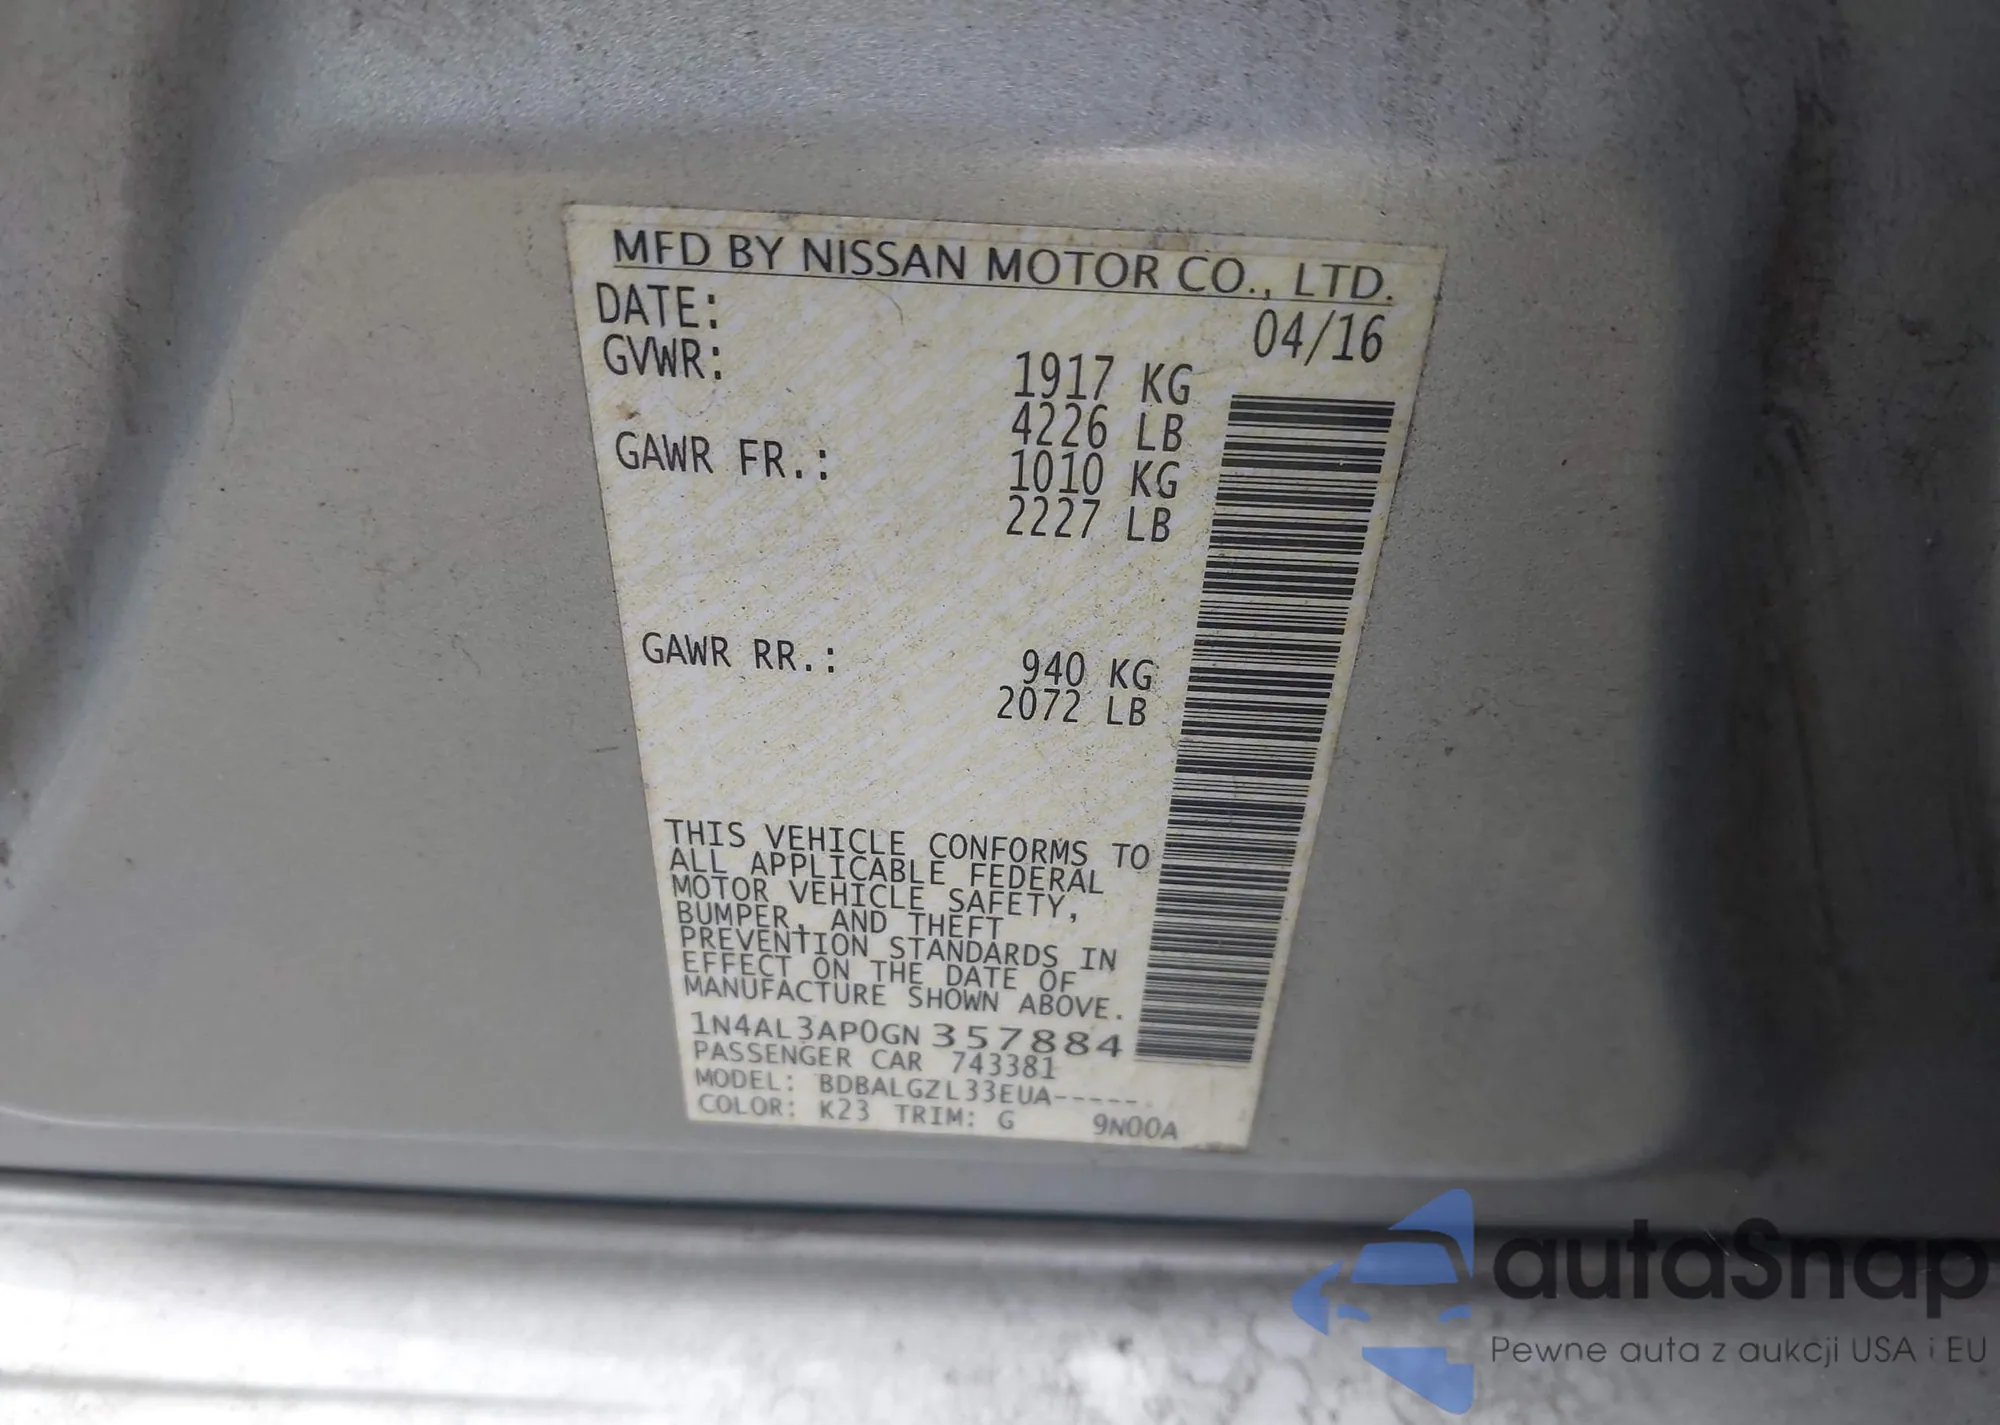 MFD BY NISSAN MOTOR CO., LTD.
DATE: 04/16
GVWR: 1917 KG
4226 LB
GAWR FR.: 1010 KG
2227 LB
GAWR RR.: 940 KG
2072 LB
THIS VEHICLE CONFORMS TO
ALL APPLICABLE FEDERAL
MOTOR VEHICLE SAFETY,
BUMPER, AND THEFT
PREVENTION STANDARDS IN
EFFECT ON THE DATE OF
MANUFACTURE SHOWN ABOVE.
1N4AL3AP0GN 357884
PASSENGER CAR 743381
MODEL: BDBALGZL33EUA------
COLOR: K23 TRIM: G 9N00A
autoSnap
Pewne auta z aukcji USA i EU